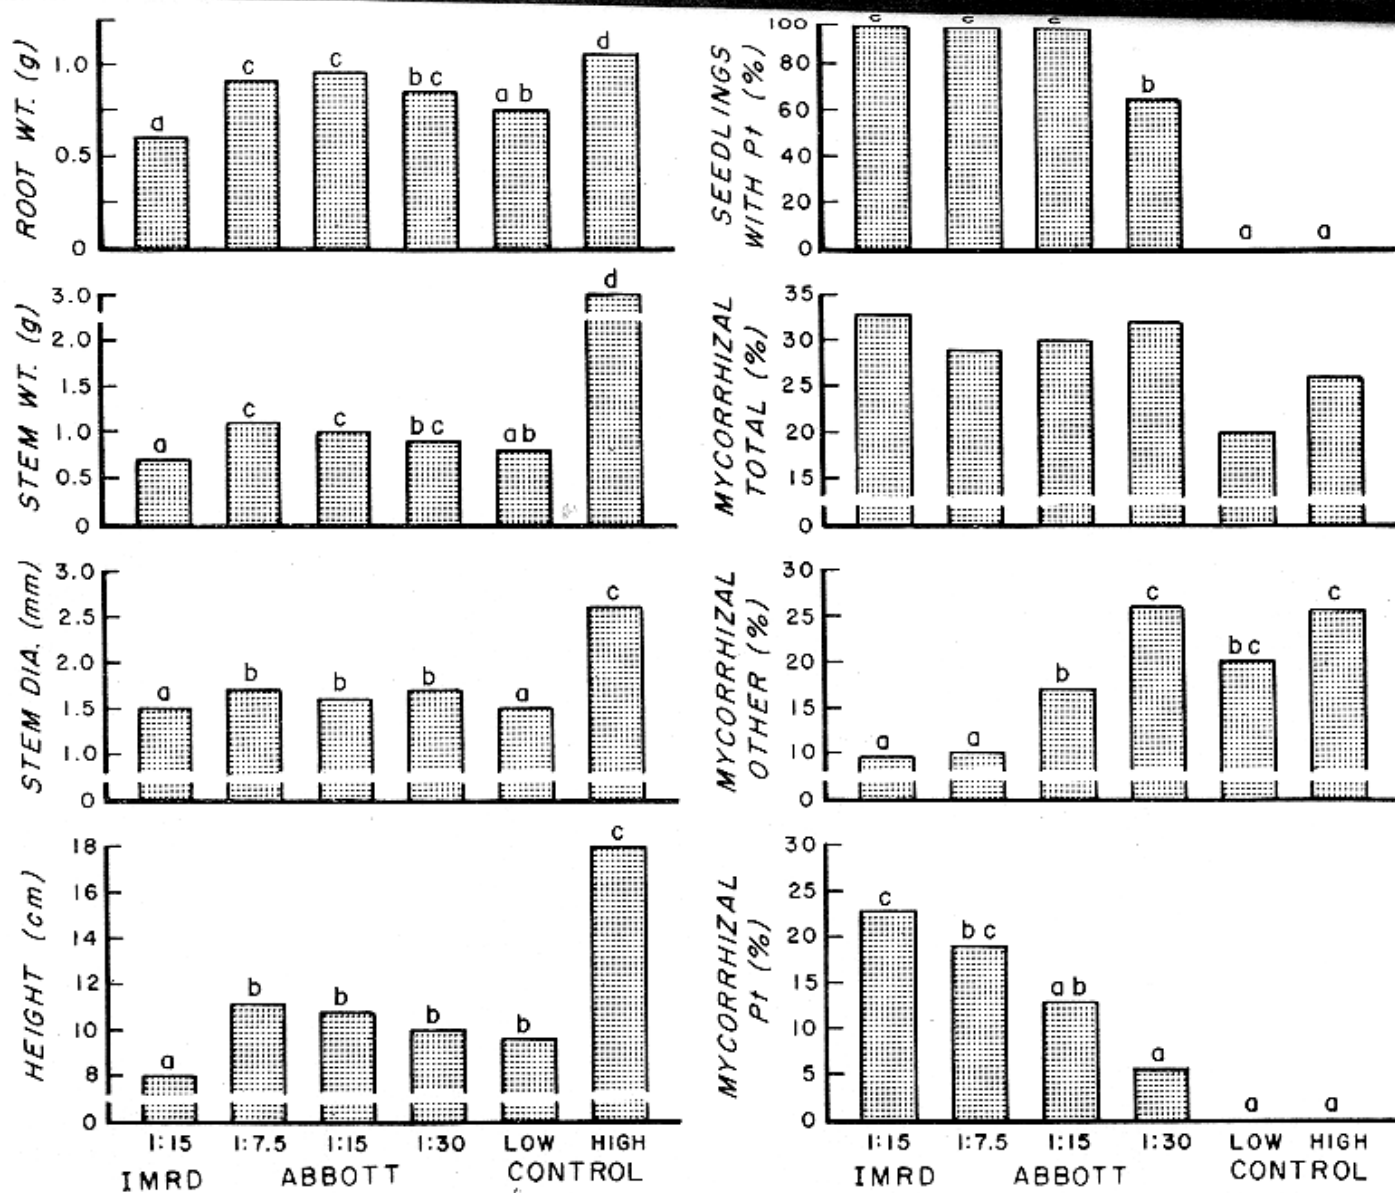 ROOT WT. (g)
1.0
0.5
0
d
c
c
b c
a b
d
SEEDLINGS
WITH Pt (%)
100
80
60
40
20
0
c
c
c
b
a
a
STEM WT. (g)
3.0
2.0
1.5
1.0
0.5
0
a
c
c
b c
a b
d
MYCORRHIZAL
TOTAL (%)
35
30
25
20
15
0
STEM DIA. (mm)
3.0
2.5
2.0
1.5
1.0
0
a
b
b
b
a
c
MYCORRHIZAL
OTHER (%)
30
25
20
15
10
0
a
a
b
c
b c
c
HEIGHT (cm)
18
16
14
12
10
8
0
a
b
b
b
b
c
MYCORRHIZAL
Pt (%)
30
25
20
15
10
5
0
c
b c
a b
a
a
a
1:15 1:7.5 1:15 1:30 LOW HIGH
IMRD ABBOTT CONTROL
1:15 1:7.5 1:15 1:30 LOW HIGH
IMRD ABBOTT CONTROL